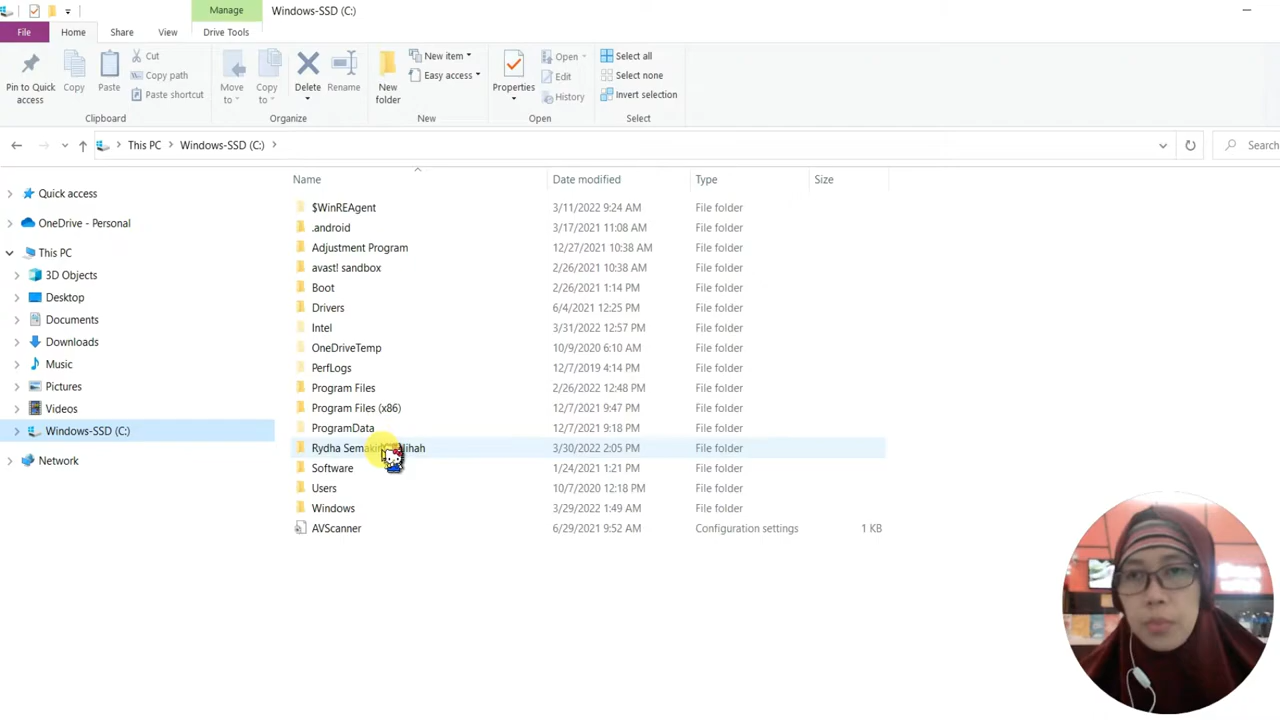 Manage
Windows-SSD (C:)
File
Home
Share
View
Drive Tools
Pin to Quick access
Copy
Paste
Cut
Copy path
Paste shortcut
Clipboard
Move to
Copy to
Delete
Rename
Organize
New folder
New item
Easy access
New
Properties
Open
Edit
History
Open
Select all
Select none
Invert selection
Select
This PC > Windows-SSD (C:) >
Search
Quick access
OneDrive - Personal
This PC
3D Objects
Desktop
Documents
Downloads
Music
Pictures
Videos
Windows-SSD (C:)
Network
Name Date modified Type Size
$WinREAgent 3/11/2022 9:24 AM File folder
.android 3/17/2021 11:08 AM File folder
Adjustment Program 12/27/2021 10:38 AM File folder
avast! sandbox 2/26/2021 10:38 AM File folder
Boot 2/26/2021 1:14 PM File folder
Drivers 6/4/2021 12:25 PM File folder
Intel 3/31/2022 12:57 PM File folder
OneDriveTemp 10/9/2020 6:10 AM File folder
PerfLogs 12/7/2019 4:14 PM File folder
Program Files 2/26/2022 12:48 PM File folder
Program Files (x86) 12/7/2021 9:47 PM File folder
ProgramData 12/7/2021 9:18 PM File folder
Rydha 3/30/2022 2:05 PM File folder
Software 1/24/2021 1:21 PM File folder
Users 10/7/2020 12:18 PM File folder
Windows 3/29/2022 1:49 AM File folder
AVScanner 6/29/2021 9:52 AM Configuration settings 1 KB